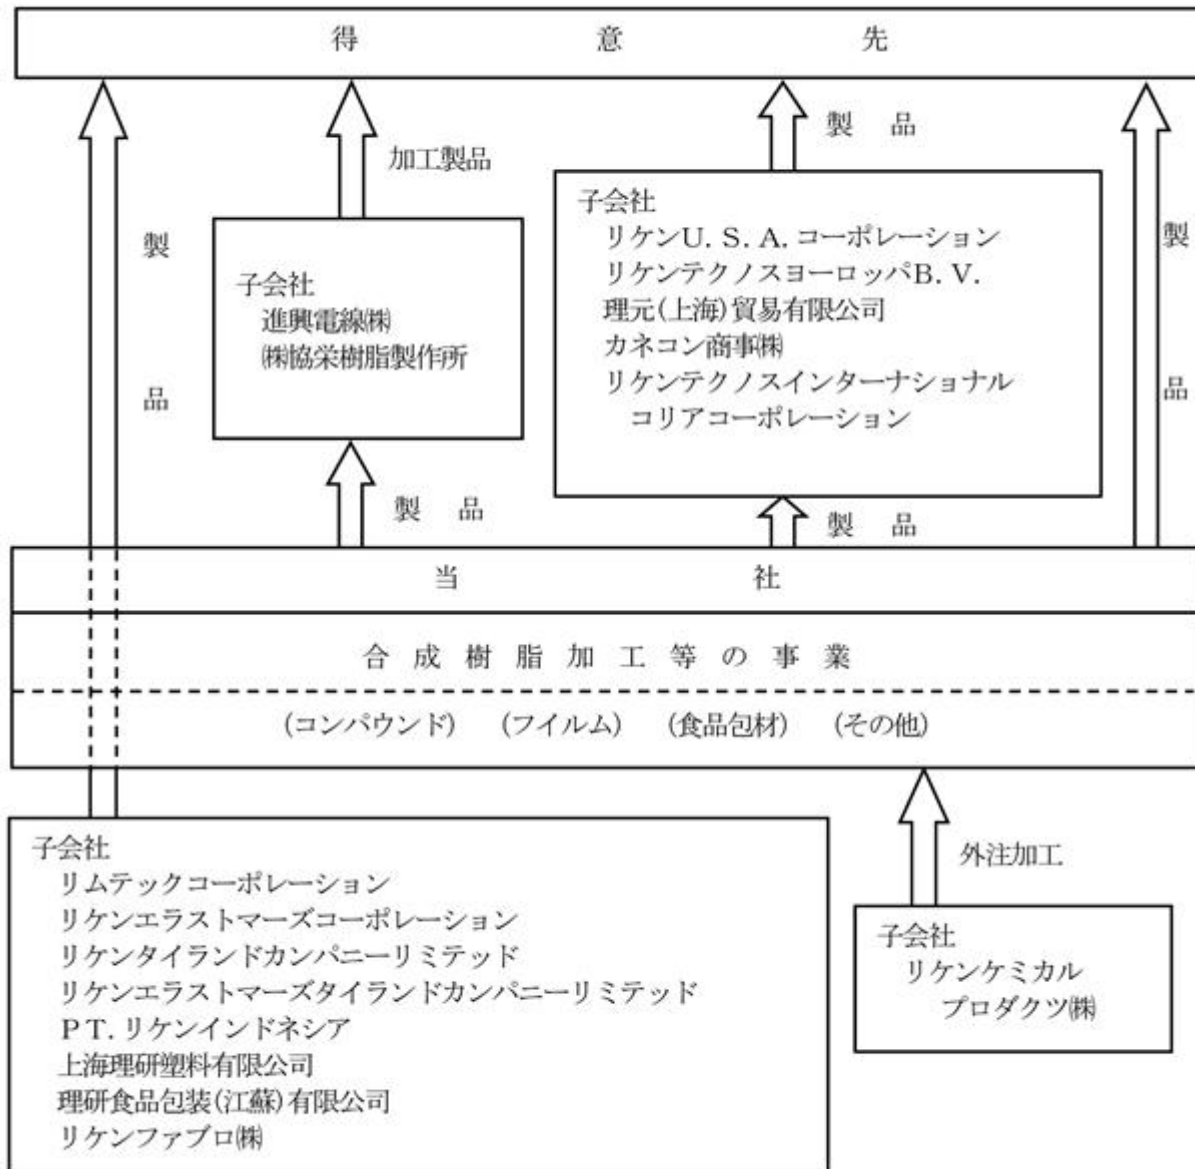 得意先
製品
加工製品
製品
製品
子会社
進興電線㈱
㈱協栄樹脂製作所
子会社
リケンU.S.A.コーポレーション
リケンテクノスヨーロッパB.V.
理元(上海)貿易有限公司
カネコン商事㈱
リケンテクノスインターナショナル
コリアコーポレーション
製品
製品
当社
合成樹脂加工等の事業
(コンパウンド) (フイルム) (食品包材) (その他)
子会社
リムテックコーポレーション
リケンエラストマーズコーポレーション
リケンタイランドカンパニーリミテッド
リケンエラストマーズタイランドカンパニーリミテッド
PT.リケンインドネシア
上海理研塑料有限公司
理研食品包装(江蘇)有限公司
リケンファブロ㈱
外注加工
子会社
リケンケミカル
プロダクツ㈱